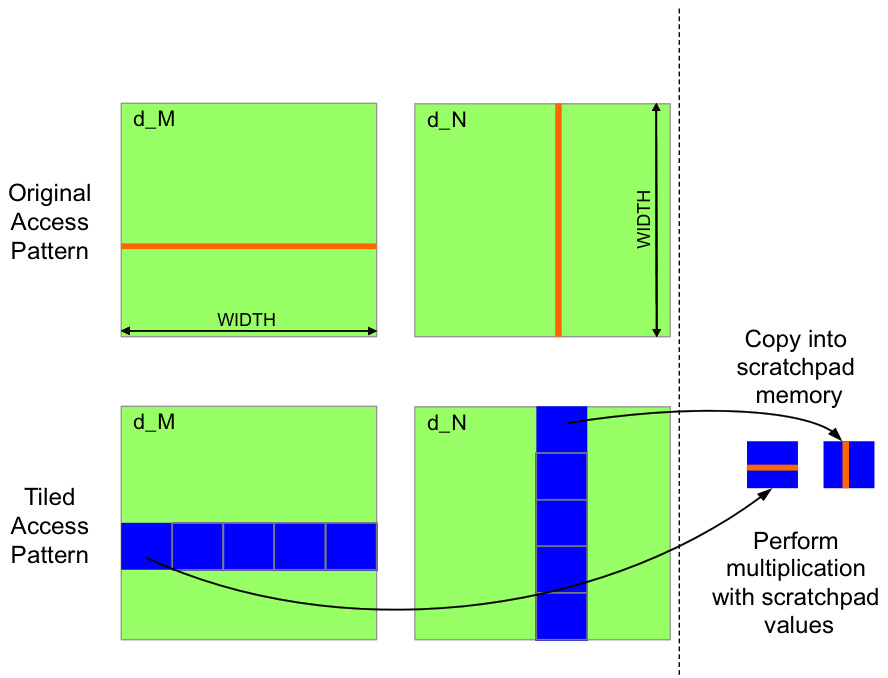 d_M
d_N
Original
Access
Pattern
WIDTH
WIDTH
Copy into
scratchpad
memory
d_M
d_N
Tiled
Access
Pattern
Perform
multiplication
with scratchpad
values